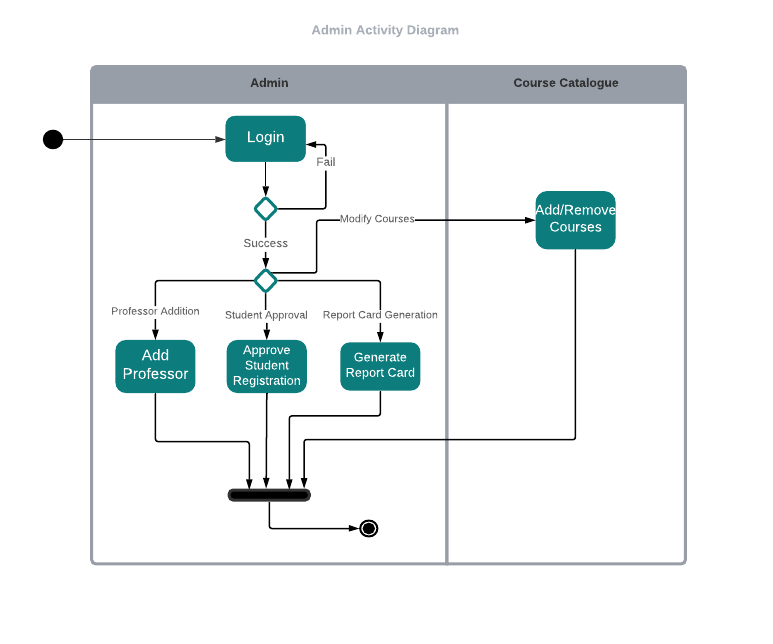 Admin Activity Diagram
Admin
Course Catalogue
Login
Fail
Modify Courses
Add/Remove
Courses
Success
Professor Addition
Student Approval
Report Card Generation
Add
Professor
Approve
Student
Registration
Generate
Report Card